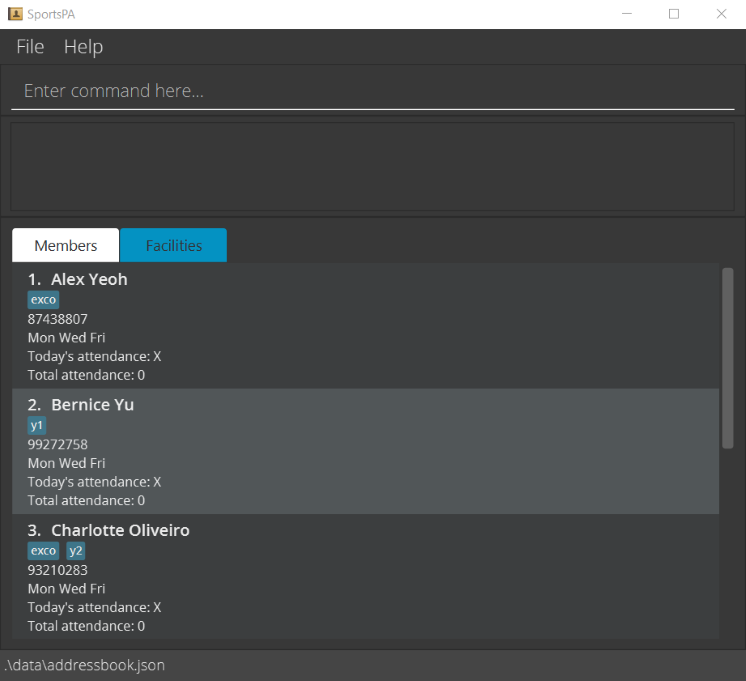 SportsPA
File Help
Enter command here...
Members Facilities
1. Alex Yeoh
exco
87438807
Mon Wed Fri
Today's attendance: X
Total attendance: 0
2. Bernice Yu
y1
99272758
Mon Wed Fri
Today's attendance: X
Total attendance: 0
3. Charlotte Oliveiro
exco y2
93210283
Mon Wed Fri
Today's attendance: X
Total attendance: 0
.\data\addressbook.json